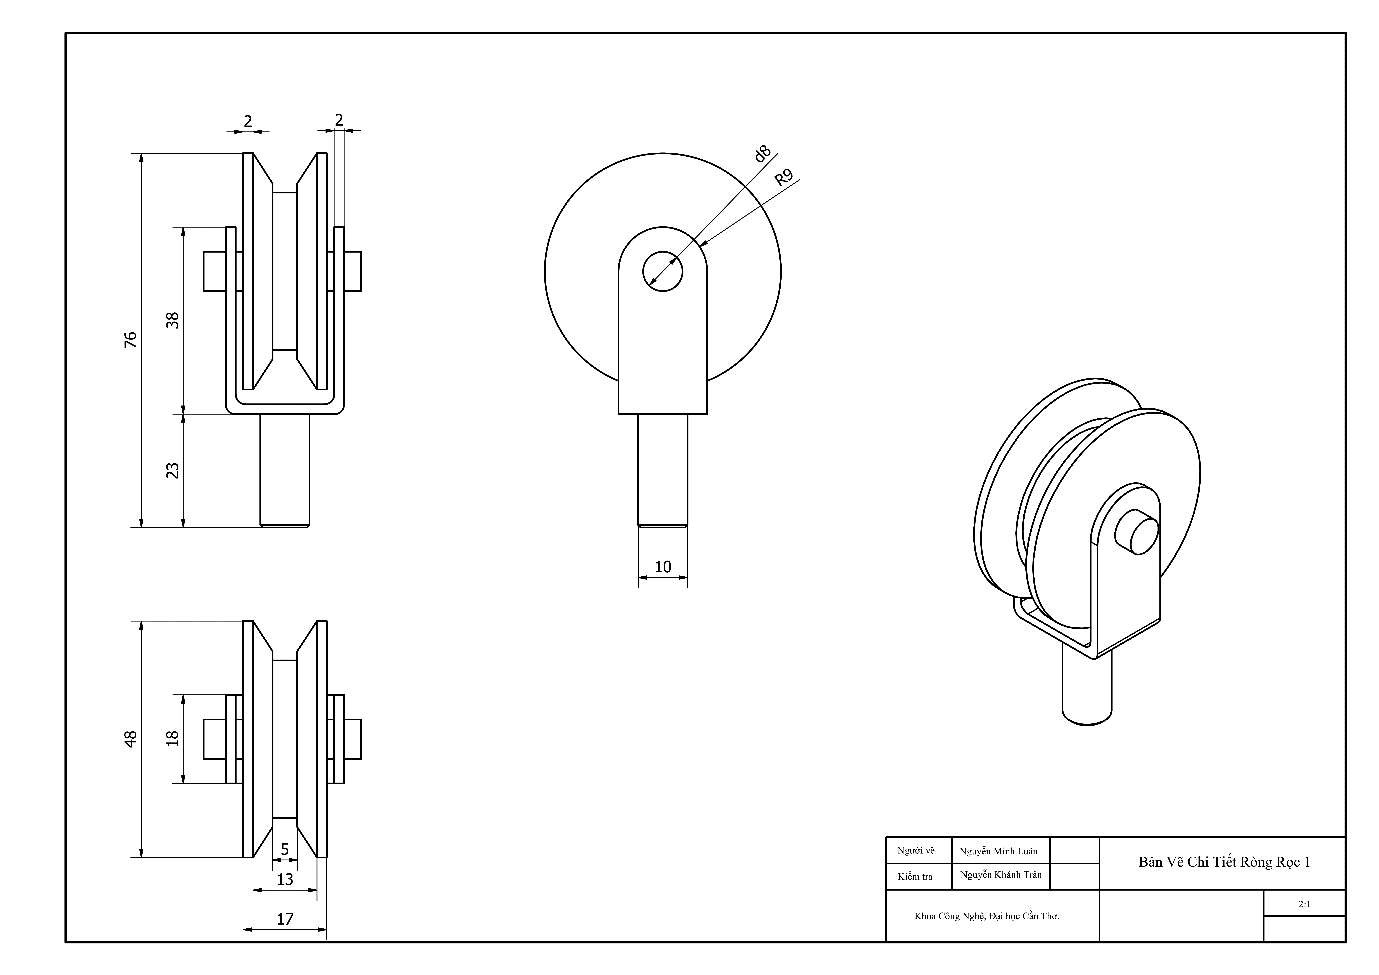 2
2
d8
R9
76
38
23
10
48
18
5
13
17
Người vẽ
Nguyễn Minh Luân
Bản Vẽ Chi Tiết Ròng Rọc 1
Kiểm tra
Nguyễn Khánh Trân
Khoa Công Nghệ, Đại học Cần Thơ.
2:1